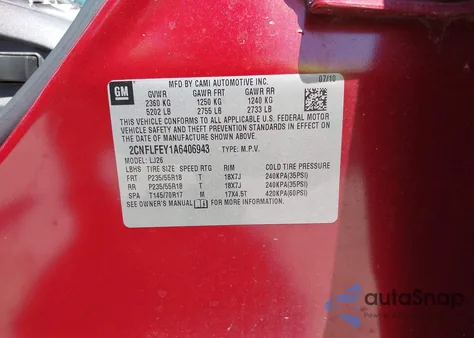 MFD BY CAMI AUTOMOTIVE INC. 07/10
GM GVWR GAWR FRT GAWR RR
2360 KG 1250 KG 1240 KG
5202 LB 2755 LB 2733 LB
THIS VEHICLE CONFORMS TO ALL APPLICABLE U.S. FEDERAL MOTOR
VEHICLE SAFETY AND THEFT PREVENTION STANDARDS IN EFFECT ON
THE DATE OF MANUFACTURE SHOWN ABOVE.
2CNFLFEY1A6406943 TYPE: M.P.V.
MODEL: LJ26
LBHS TIRE SIZE SPEED RTG RIM COLD TIRE PRESSURE
FRT P235/55R18 T 18X7J 240KPA(35PSI)
RR P235/55R18 T 18X7J 240KPA(35PSI)
SPA T145/70R17 M 17X4.5T 420KPA(60PSI)
SEE OWNER'S MANUAL FOR MORE INFORMATION.
autoSnap